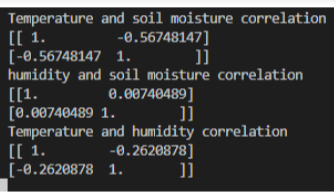 Temperature and soil moisture correlation
[[ 1.         -0.56748147]
[-0.56748147  1.        ]]
humidity and soil moisture correlation
[[1.         0.00740489]
[0.00740489 1.        ]]
Temperature and humidity correlation
[[ 1.        -0.2620878]
[-0.2620878  1.       ]]